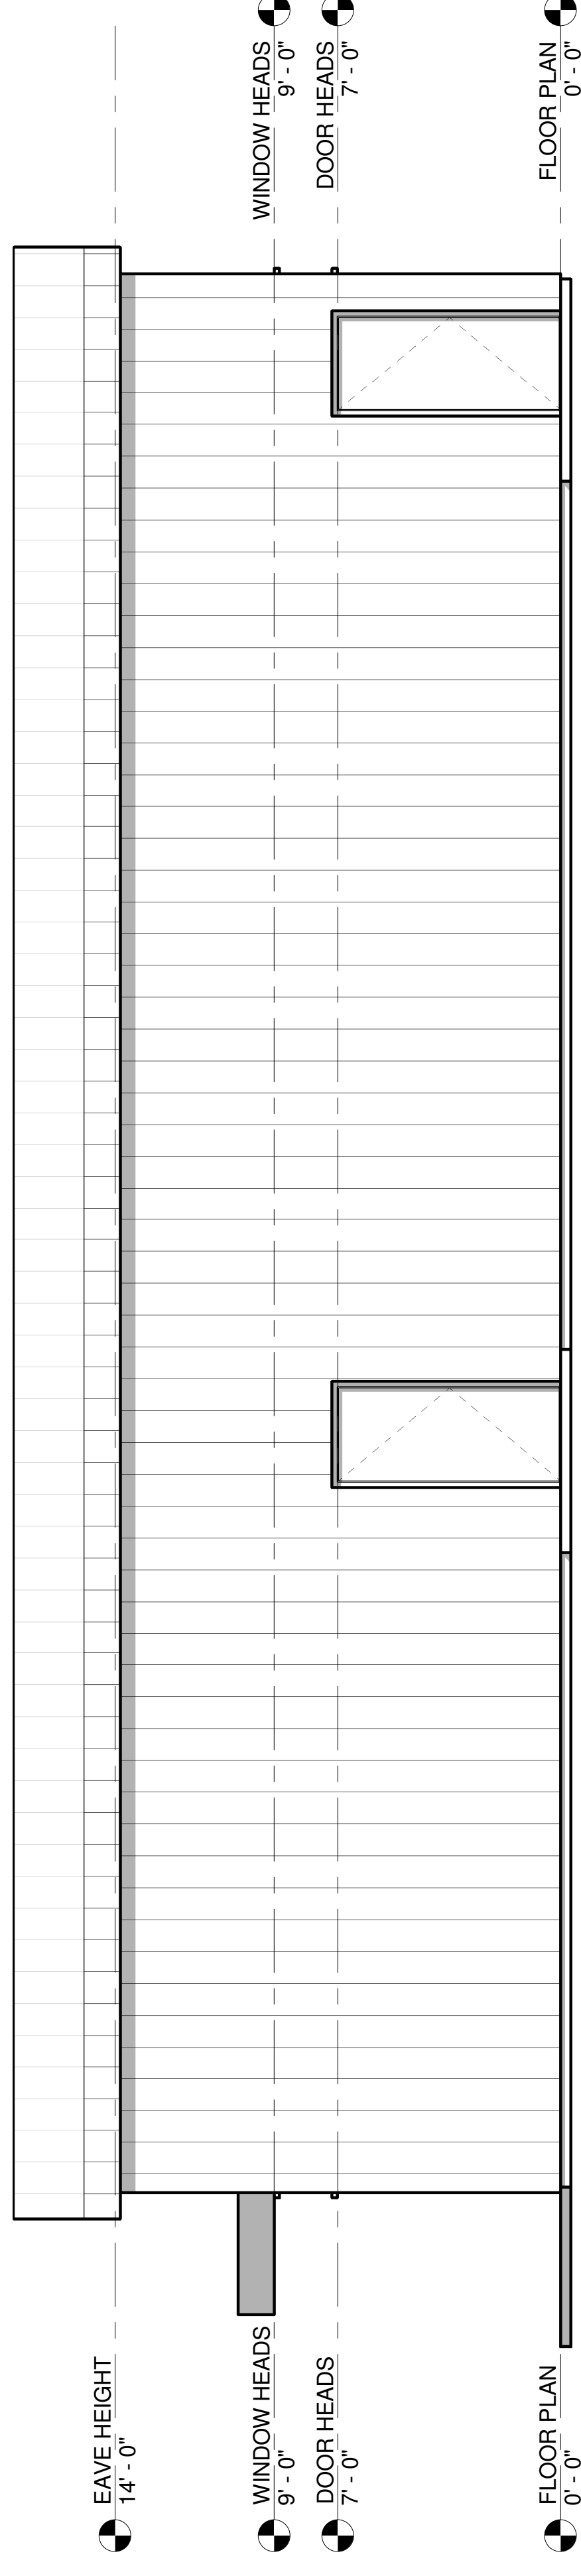 EAVE HEIGHT
14' - 0"
WINDOW HEADS
9' - 0"
DOOR HEADS
7' - 0"
FLOOR PLAN
0' - 0"
WINDOW HEADS
9' - 0"
DOOR HEADS
7' - 0"
FLOOR PLAN
0' - 0"